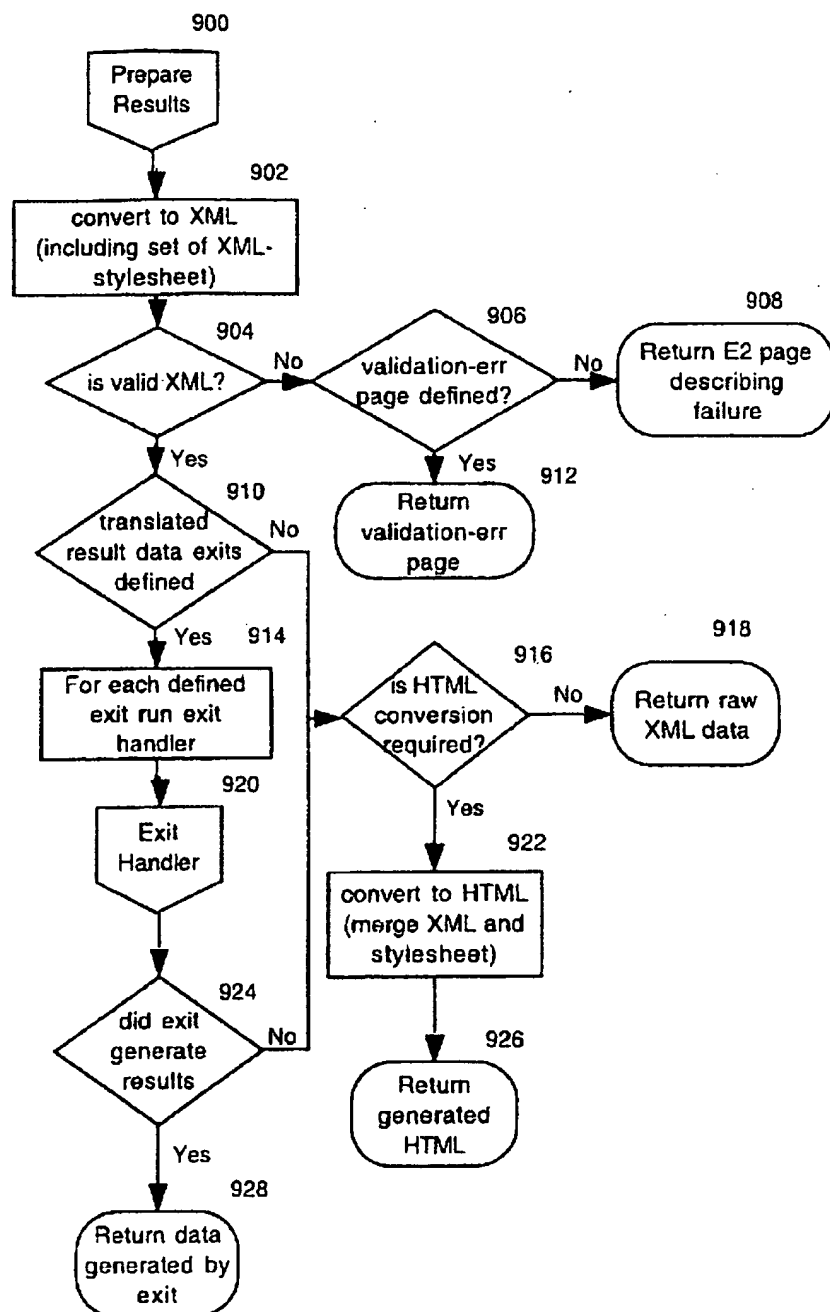 900
Prepare
Results
902
convert to XML
(including set of XML-
stylesheet)
904
is valid XML?
No
906
validation-err
page defined?
No
908
Return E2 page
describing
failure
Yes
910
translated
result data exits
defined
No
Yes
912
Return
validation-err
page
Yes
914
For each defined
exit run exit
handler
916
is HTML
conversion
required?
No
918
Return raw
XML data
920
Exit
Handler
Yes
922
convert to HTML
(merge XML and
stylesheet)
924
did exit
generate
results
No
926
Return
generated
HTML
Yes
928
Return data
generated by
exit